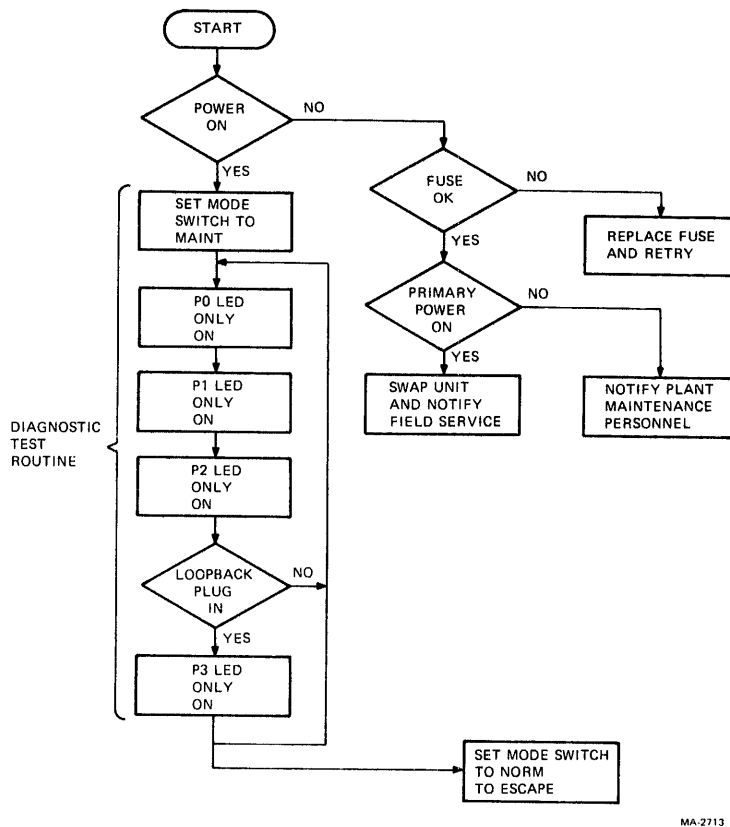 START
POWER
ON
NO
YES
FUSE
OK
NO
YES
REPLACE FUSE
AND RETRY
SET MODE
SWITCH TO
MAINT
PRIMARY
POWER
ON
NO
YES
SWAP UNIT
AND NOTIFY
FIELD SERVICE
NOTIFY PLANT
MAINTENANCE
PERSONNEL
DIAGNOSTIC
TEST
ROUTINE
P0 LED
ONLY
ON
P1 LED
ONLY
ON
P2 LED
ONLY
ON
LOOPBACK
PLUG
IN
NO
YES
P3 LED
ONLY
ON
SET MODE SWITCH
TO NORM
TO ESCAPE
MA-2713